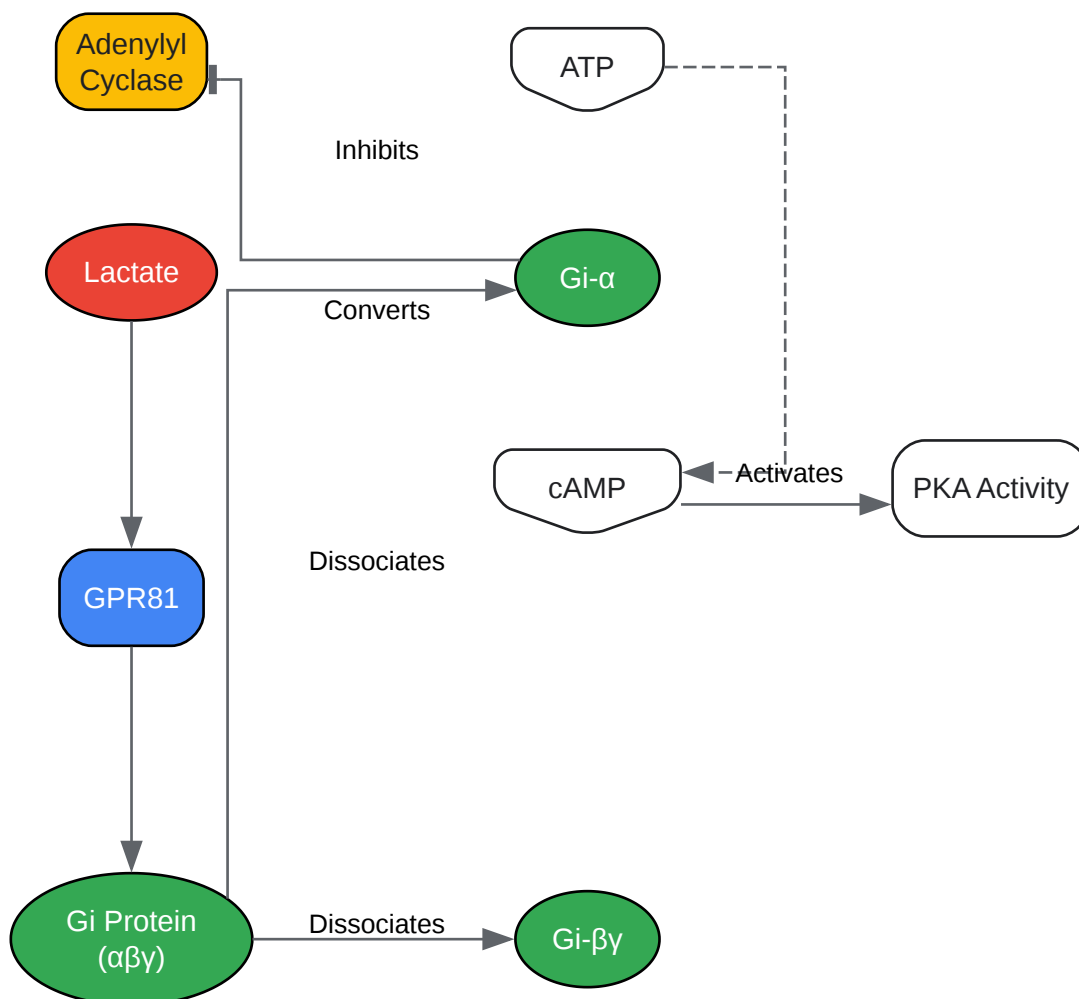 Adenylyl
Cyclase
ATP
Inhibits
Lactate
Gi-α
Converts
cAMP
Activates
PKA Activity
Dissociates
GPR81
Gi Protein
(αβγ)
Dissociates
Gi-βγ